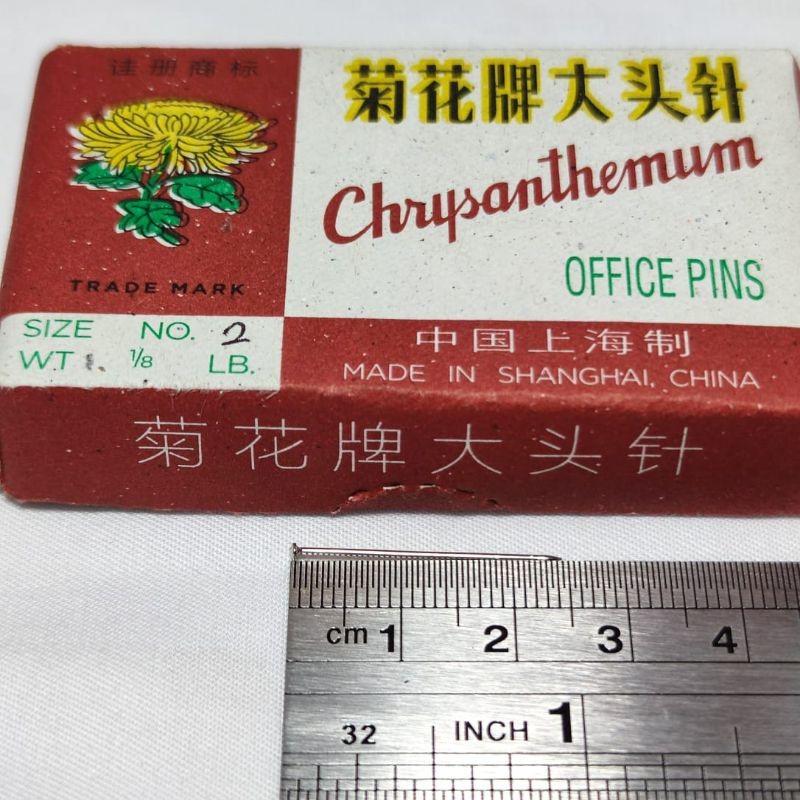 注册商标
TRADE MARK
菊花牌大头针
Chrysanthemum
OFFICE PINS
SIZE NO. 2
WT 1/8 LB.
中国上海制
MADE IN SHANGHAI, CHINA
菊花牌大头针
cm 1 2 3 4
32 INCH 1